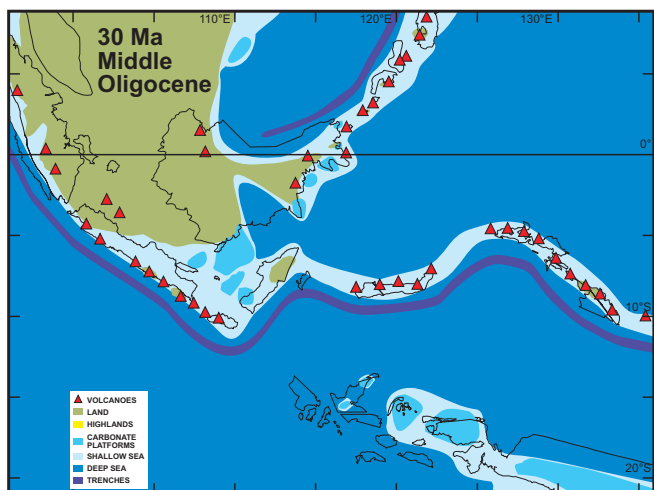 110°E
120°E
130°E
30 Ma
Middle
Oligocene
0°
10°S
20°S
VOLCANOES
LAND
HIGHLANDS
CARBONATE
PLATFORMS
SHALLOW SEA
DEEP SEA
TRENCHES